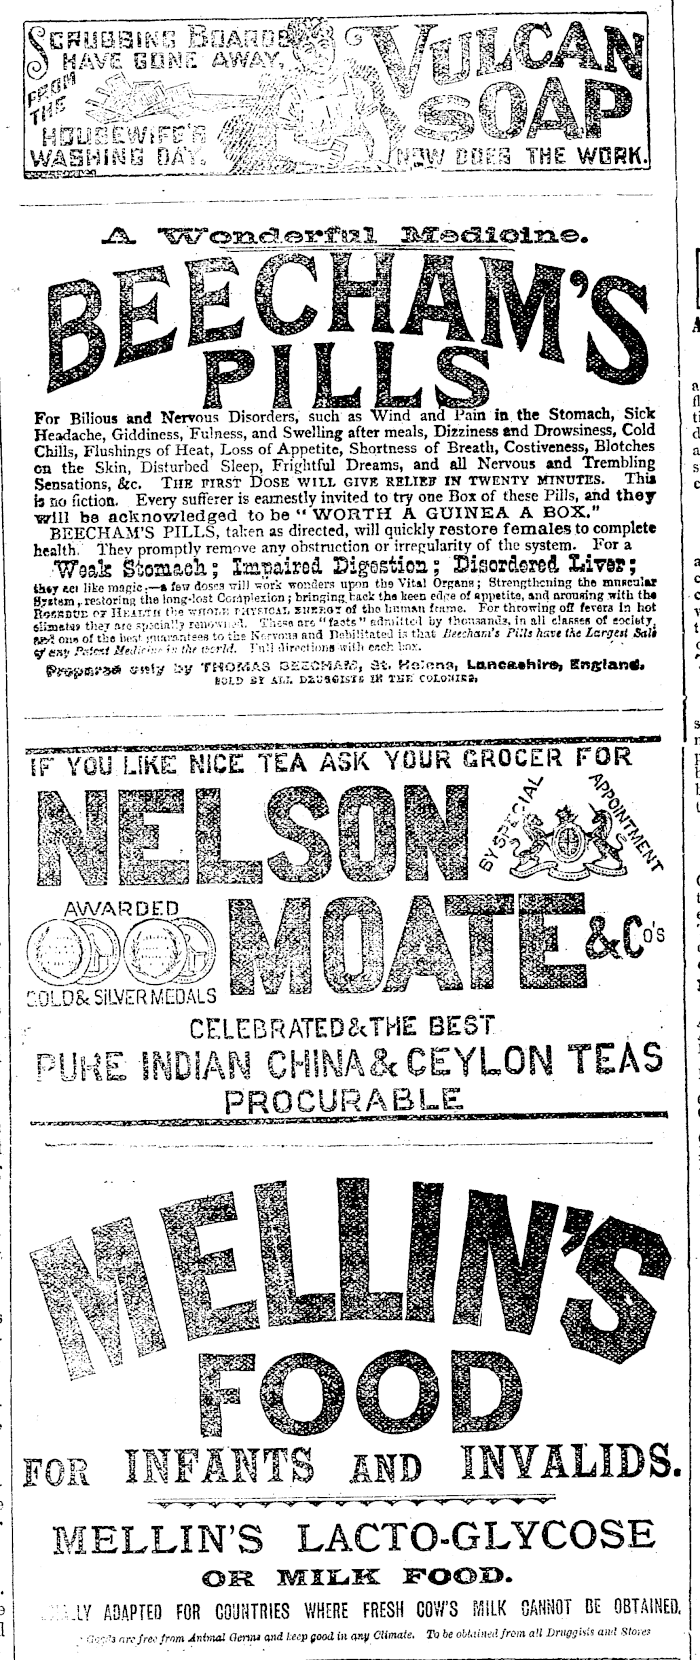 SCRUBBING BOARDS
HAVE GONE AWAY,
FROM
THE
HOUSEWIFE'S
WASHING DAY.
VULCAN
SOAP
NOW DOES THE WORK.
A Wonderful Medicine.
BEECHAM'S
PILLS
For Bilious and Nervous Disorders, such as Wind and Pain in the Stomach, Sick
Headache, Giddiness, Fulness, and Swelling after meals, Dizziness and Drowsiness, Cold
Chills, Flushings of Heat, Loss of Appetite, Shortness of Breath, Costiveness, Blotches
on the Skin, Disturbed Sleep, Frightful Dreams, and all Nervous and Trembling
Sensations, &c. THE FIRST DOSE WILL GIVE RELIEF IN TWENTY MINUTES. This
is no fiction. Every sufferer is earnestly invited to try one Box of these Pills, and they
will be acknowledged to be "WORTH A GUINEA A BOX."
BEECHAM'S PILLS, taken as directed, will quickly restore females to complete
health. They promptly remove any obstruction or irregularity of the system. For a
Weak Stomach; Impaired Digestion; Disordered Liver;
they act like magic:—a few doses will work wonders upon the Vital Organs; Strengthening the muscular
System, restoring the long-lost Complexion; bringing back the keen edge of appetite, and arousing with the
ROSEBUD OF HEALTH the WHOLE PHYSICAL ENERGY of the human frame. For throwing off fevers in hot
climates they are specially renowned. These are "facts" admitted by thousands, in all classes of society,
and one of the best guarantees to the Nervous and Debilitated is that Beecham's Pills have the Largest Sale
of any Patent Medicine in the world. Full directions with each box.
Prepared only by THOMAS BEECHAM, St. Helens, Lancashire, England.
SOLD BY ALL DRUGGISTS IN THE COLONIES.
IF YOU LIKE NICE TEA ASK YOUR GROCER FOR
NELSON
BY SPECIAL APPOINTMENT
MOATE & Co's
AWARDED
GOLD & SILVER MEDALS
CELEBRATED & THE BEST
PURE INDIAN CHINA & CEYLON TEAS
PROCURABLE
MELLIN'S
FOOD
FOR INFANTS AND INVALIDS.
MELLIN'S LACTO-GLYCOSE
OR MILK FOOD.
ADAPTED FOR COUNTRIES WHERE FRESH COW'S MILK CANNOT BE OBTAINED.
Goods are free from Animal Germs and keep good in any Climate. To be obtained from all Druggists and Stores